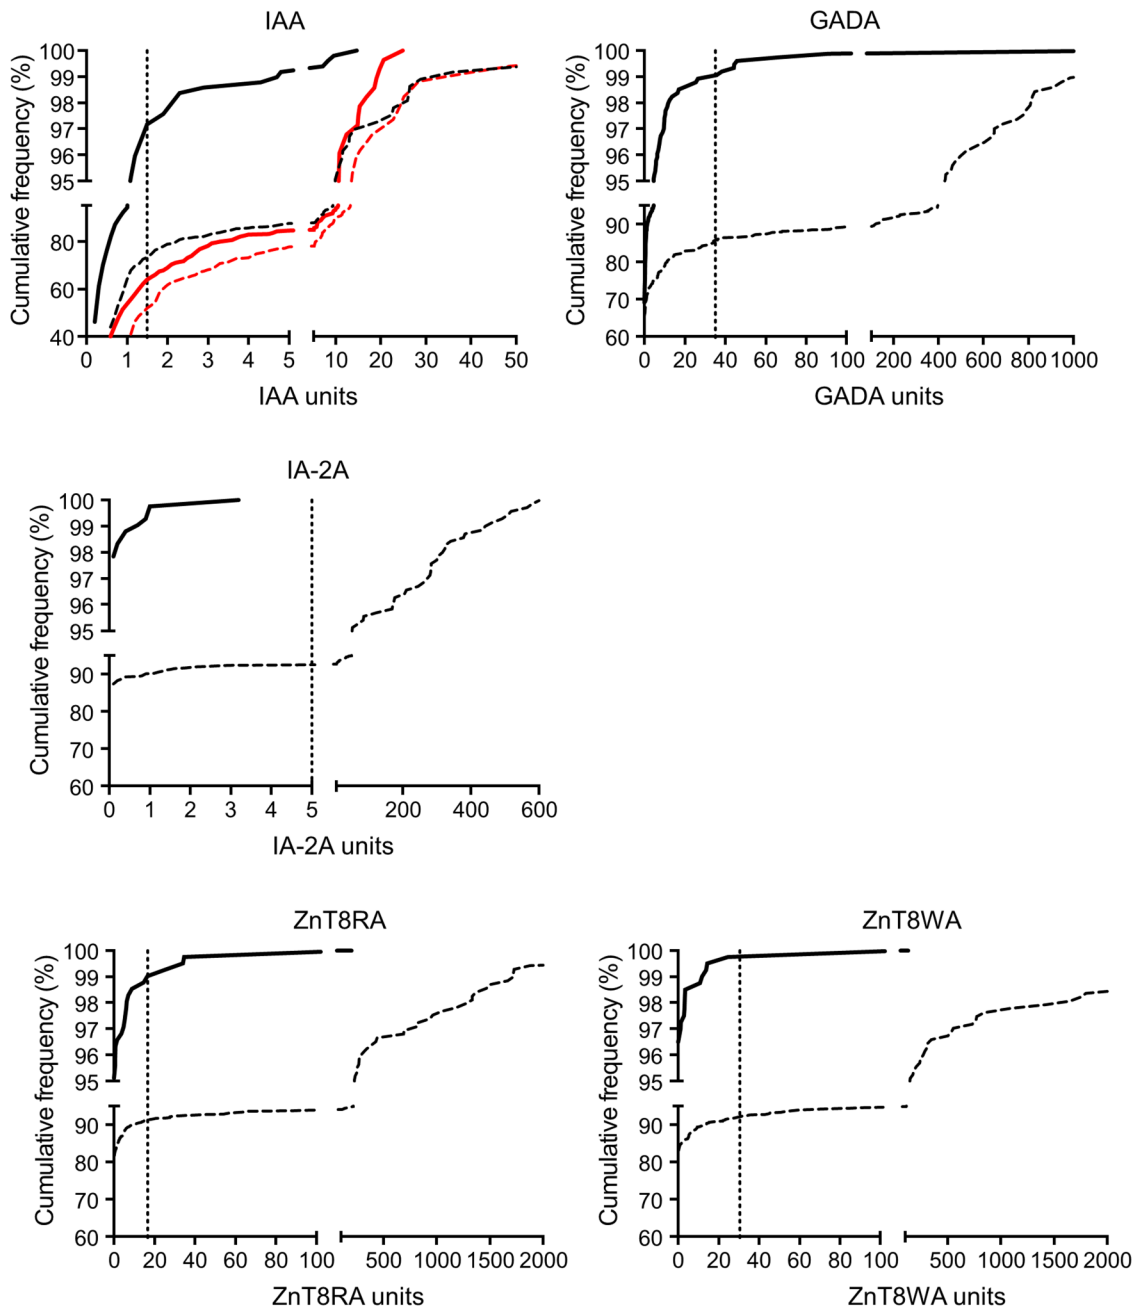 IAA
Cumulative frequency (%)
100
99
98
97
96
95
80
60
40
0 1 2 3 4 5 10 20 30 40 50
IAA units
GADA
Cumulative frequency (%)
100
99
98
97
96
95
90
80
70
60
0 20 40 60 80 100 200 400 600 800 1000
GADA units
IA-2A
Cumulative frequency (%)
100
99
98
97
96
95
90
80
70
60
0 1 2 3 4 5 200 400 600
IA-2A units
ZnT8RA
Cumulative frequency (%)
100
99
98
97
96
95
90
80
70
60
0 20 40 60 80 100 500 1000 1500 2000
ZnT8RA units
ZnT8WA
Cumulative frequency (%)
100
99
98
97
96
95
90
80
70
60
0 20 40 60 80 100 500 1000 1500 2000
ZnT8WA units